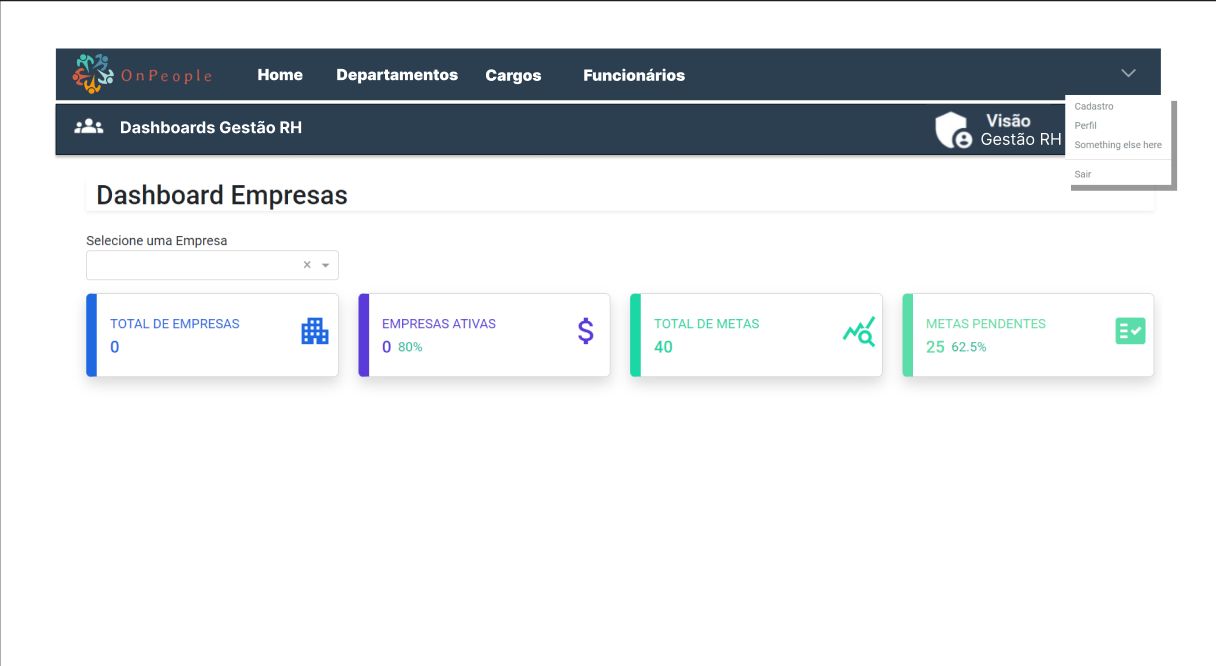 OnPeople
Home
Departamentos
Cargos
Funcionários
Cadastro
Perfil
Something else here
Sair
Dashboards Gestão RH
Visão
Gestão RH
Dashboard Empresas
Selecione uma Empresa
TOTAL DE EMPRESAS
0
EMPRESAS ATIVAS
0 80%
TOTAL DE METAS
40
METAS PENDENTES
25 62.5%